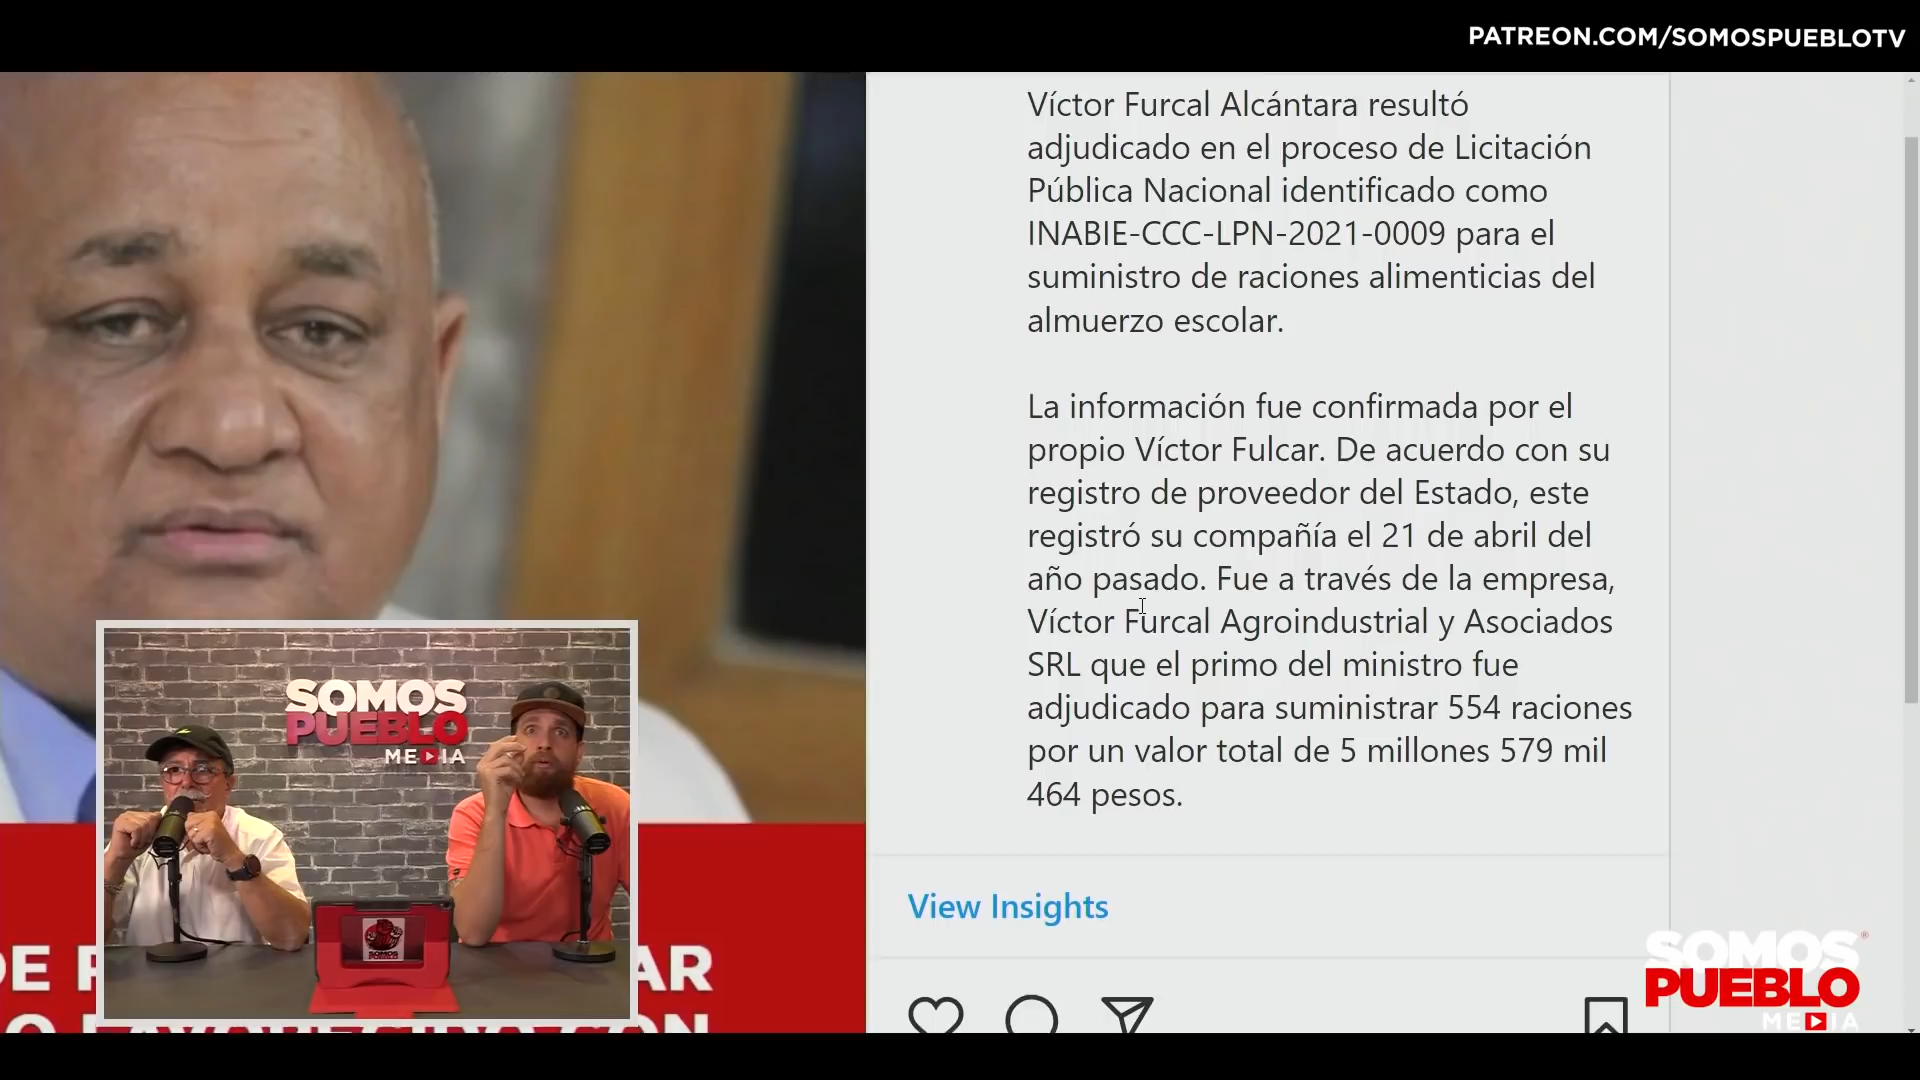 PATREON.COM/SOMOSPUEBLOTV
Víctor Furcal Alcántara resultó
adjudicado en el proceso de Licitación
Pública Nacional identificado como
INABIE-CCC-LPN-2021-0009 para el
suministro de raciones alimenticias del
almuerzo escolar.
La información fue confirmada por el
propio Víctor Fulcar. De acuerdo con su
registro de proveedor del Estado, este
registró su compañía el 21 de abril del
año pasado. Fue a través de la empresa,
Víctor Furcal Agroindustrial y Asociados
SRL que el primo del ministro fue
adjudicado para suministrar 554 raciones
por un valor total de 5 millones 579 mil
464 pesos.
View Insights
SOMOS
PUEBLO
MEDIA
SOMOS
PUEBLO
MEDIA
DE
AR